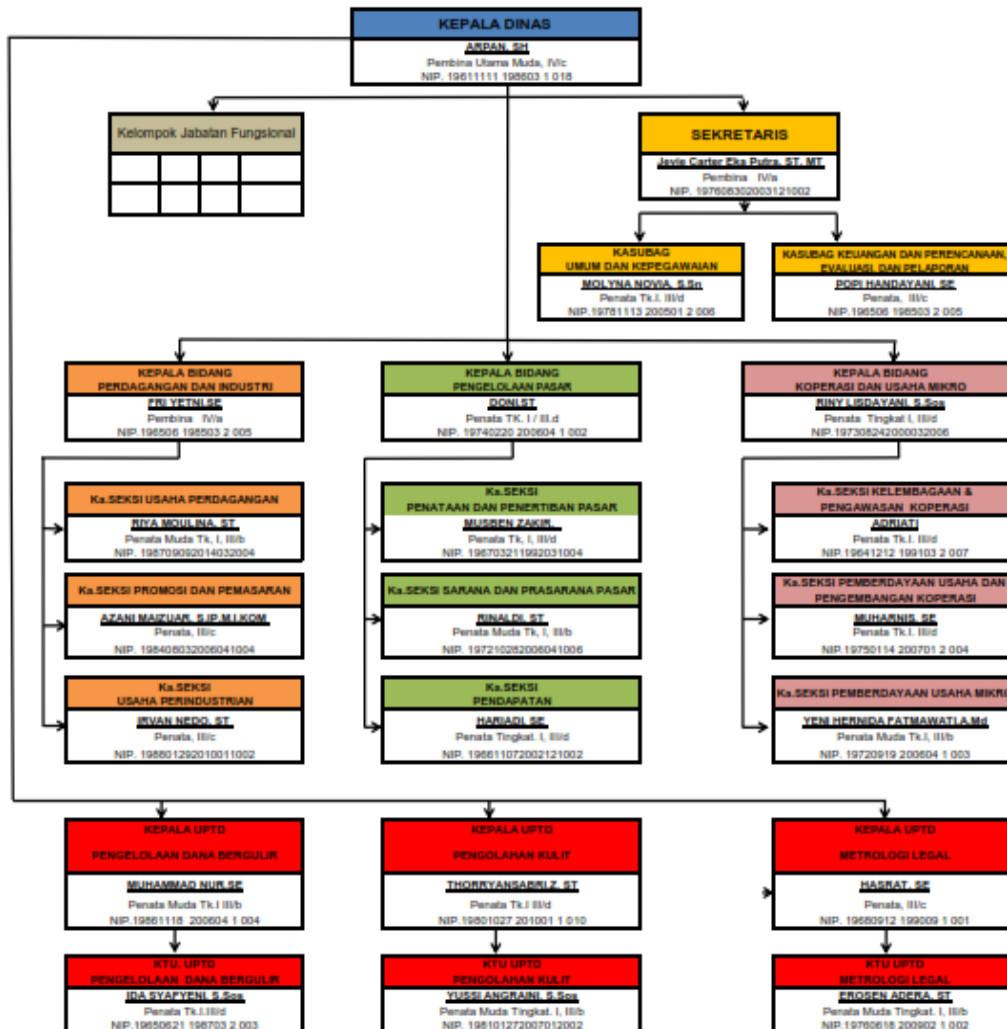 KEPALA DINAS
ARPAN, SH
Pembina Utama Muda, IV/c
NIP. 19611111 198603 1 018
Kelompok Jabatan Fungsional
SEKRETARIS
Jevie Carter Eka Putra, ST, MT
Pembina IV/a
NIP. 197608302003121002
KASUBAG
UMUM DAN KEPEGAWAIAN
MOLYNA NOVIA, S.Sn
Penata Tk.I. III/d
NIP.19781113 200501 2 006
KASUBAG KEUANGAN DAN PERENCANAAN,
EVALUASI, DAN PELAPORAN
POPI HANDAYANI, SE
Penata, III/c
NIP.196506 198503 2 005
KEPALA BIDANG
PERDAGANGAN DAN INDUSTRI
FRI YETNI,SE
Pembina IV/a
NIP.196506 198503 2 005
KEPALA BIDANG
PENGELOLAAN PASAR
DONI,ST
Penata TK. I / III.d
NIP. 19740220 200604 1 002
KEPALA BIDANG
KOPERASI DAN USAHA MIKRO
RINY LISDAYANI, S.Sos
Penata Tingkat I, III/d
NIP.197308242000032006
Ka.SEKSI USAHA PERDAGANGAN
RIYA MOULINA, ST
Penata Muda Tk, I, III/b
NIP. 198709092014032004
Ka.SEKSI
PENATAAN DAN PENERTIBAN PASAR
MUSBEN ZAKIR,
Penata Tk, I, III/d
NIP. 196703211992031004
Ka.SEKSI KELEMBAGAAN &
PENGAWASAN KOPERASI
ADRIATI
Penata Tk.I. III/d
NIP.19641212 199103 2 007
Ka.SEKSI PROMOSI DAN PEMASARAN
AZANI MAIZUAR, S.IP,M.I.KOM
Penata, III/c
NIP. 198408032006041004
Ka.SEKSI SARANA DAN PRASARANA PASAR
RINALDI, ST
Penata Muda Tk, I, III/b
NIP. 197210282006041006
Ka.SEKSI PEMBERDAYAAN USAHA DAN
PENGEMBANGAN KOPERASI
MUHARNIS, SE
Penata Tk.I. III/d
NIP.19750114 200701 2 004
Ka.SEKSI
USAHA PERINDUSTRIAN
IRVAN NEDO, ST
Penata, III/c
NIP. 198801292010011002
Ka.SEKSI
PENDAPATAN
HARIADI, SE
Penata Tingkat. I, III/d
NIP. 196611072002121002
Ka.SEKSI PEMBERDAYAAN USAHA MIKRO
YENI HERNIDA FATMAWATI,A.Md
Penata Muda Tk.I, III/b
NIP. 19720919 200604 1 003
KEPALA UPTD
PENGELOLAAN DANA BERGULIR
MUHAMMAD NUR,SE
Penata Muda Tk.I III/b
NIP.19861118 200604 1 004
KEPALA UPTD
PENGOLAHAN KULIT
THORRYANSABRI.Z, ST
Penata Tk.I III/d
NIP.19801027 201001 1 010
KEPALA UPTD
METROLOGI LEGAL
HASRAT, SE
Penata, III/c
NIP. 19680912 199009 1 001
KTU. UPTD
PENGELOLAAN DANA BERGULIR
IDA SYAFYENI, S.Sos
Penata Tk.I.III/d
NIP.19650621 198703 2 003
KTU UPTD
PENGOLAHAN KULIT
YUSSI ANGRAINI, S.Sos
Penata Muda Tingkat. I, III/b
NIP. 198101272007012002
KTU UPTD
METROLOGI LEGAL
EROSEN ADERA, ST
Penata Muda Tingkat. I, III/b
NIP.19760618 200902 1 002